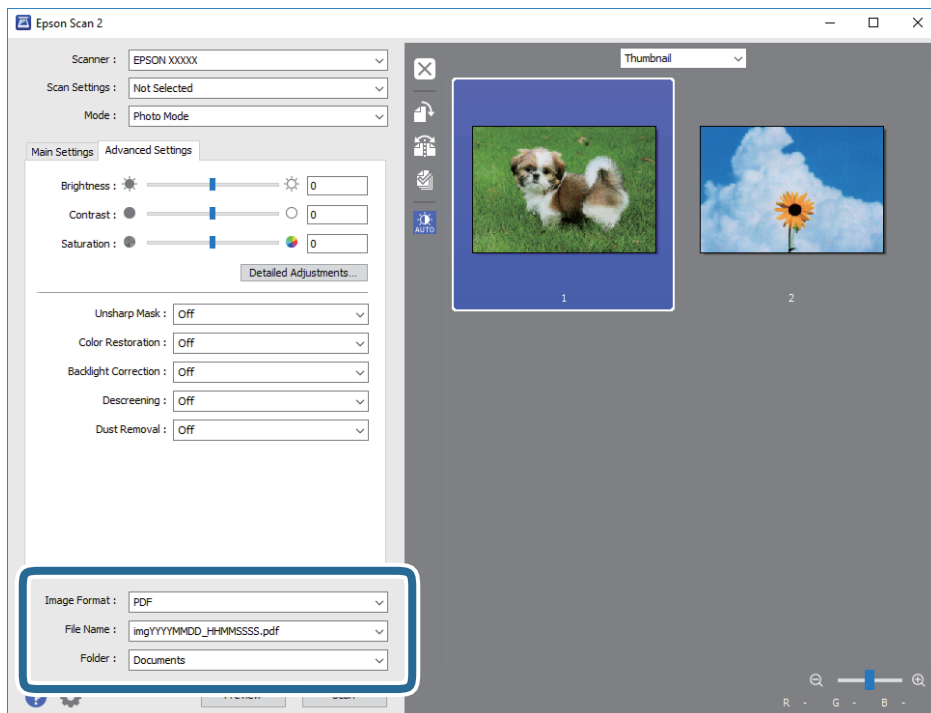 Epson Scan 2
Scanner : EPSON XXXXX
Scan Settings : Not Selected
Mode : Photo Mode
Main Settings Advanced Settings
Brightness : 0
Contrast : 0
Saturation : 0
Detailed Adjustments...
Unsharp Mask : Off
Color Restoration : Off
Backlight Correction : Off
Descreening : Off
Dust Removal : Off
Image Format : PDF
File Name : imgYYYYMMDD_HHMMSSSS.pdf
Folder : Documents
?
AUTO
Thumbnail
1 2
R - G - B -